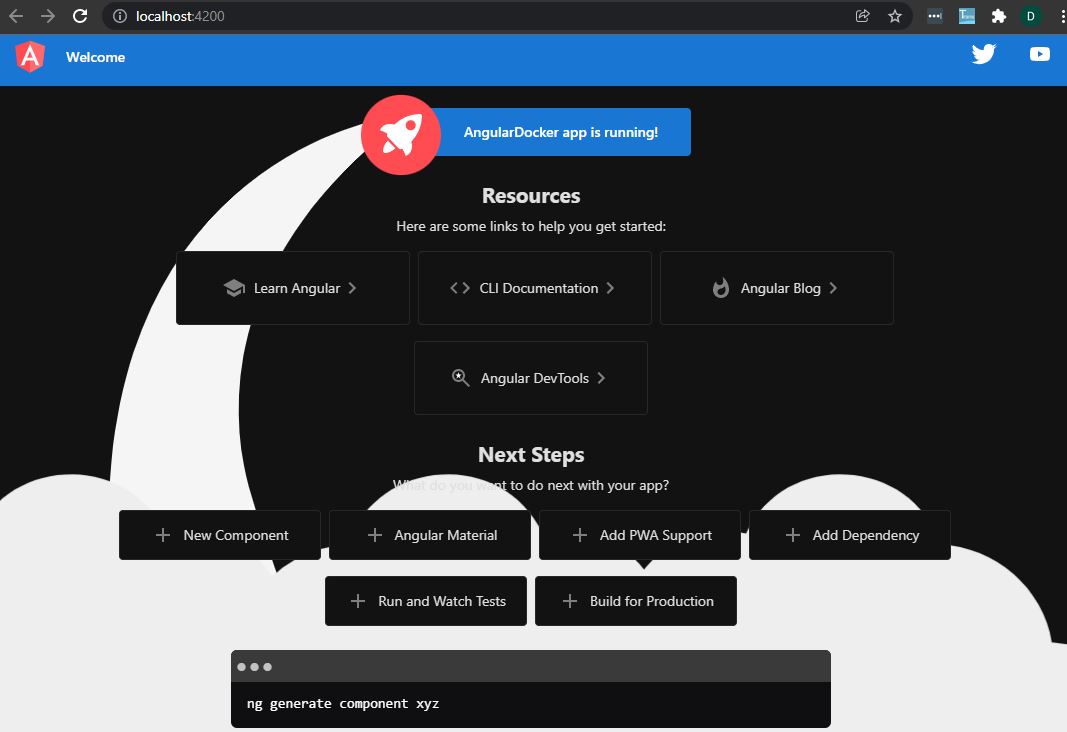 localhost:4200
D
Welcome
AngularDocker app is running!
Resources
Here are some links to help you get started:
Learn Angular
CLI Documentation
Angular Blog
Angular DevTools
Next Steps
What do you want to do next with your app?
New Component
Angular Material
Add PWA Support
Add Dependency
Run and Watch Tests
Build for Production
ng generate component xyz